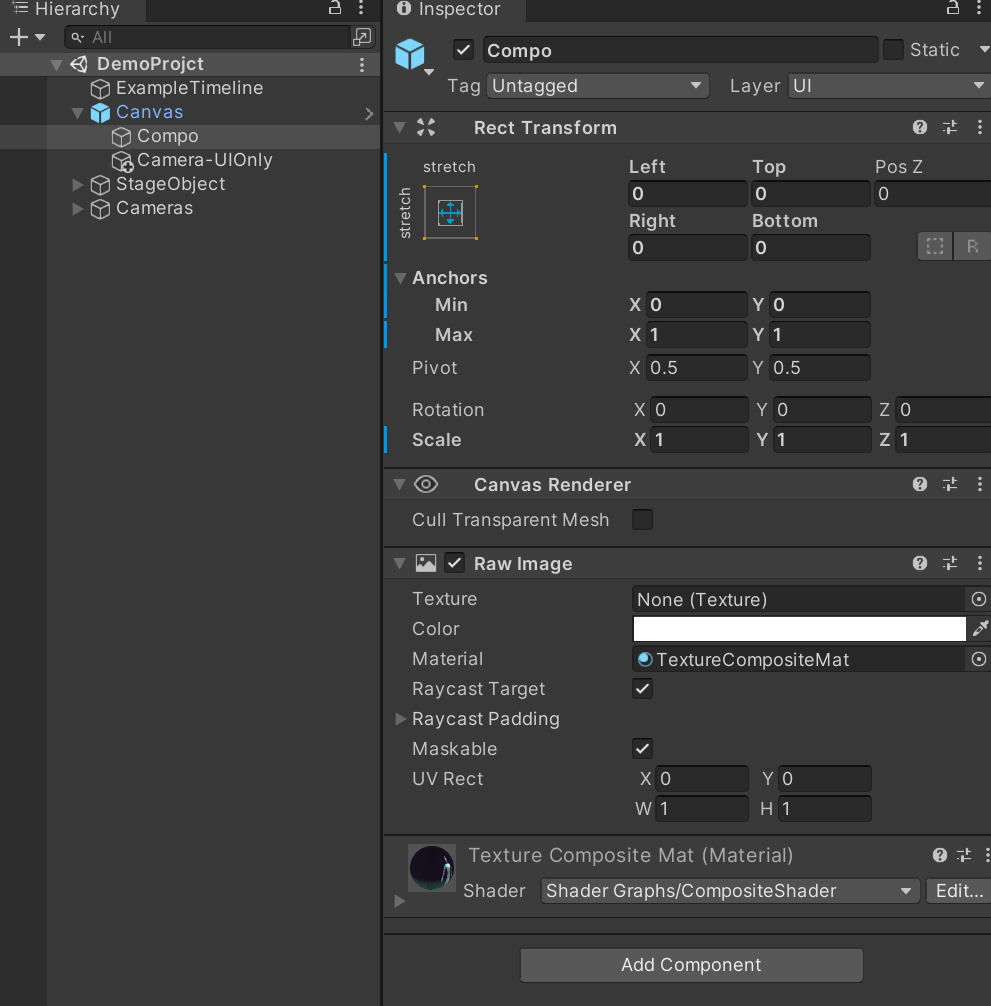 Hierarchy
All
DemoProjct
ExampleTimeline
Canvas
Compo
Camera-UIOnly
StageObject
Cameras
Inspector
Compo
Static
Tag Untagged Layer UI
Rect Transform
stretch
stretch
Left Top Pos Z
0 0 0
Right Bottom
0 0
R
Anchors
Min X 0 Y 0
Max X 1 Y 1
Pivot X 0.5 Y 0.5
Rotation X 0 Y 0 Z 0
Scale X 1 Y 1 Z 1
Canvas Renderer
Cull Transparent Mesh
Raw Image
Texture None (Texture)
Color
Material TextureCompositeMat
Raycast Target
Raycast Padding
Maskable
UV Rect X 0 Y 0
W 1 H 1
Texture Composite Mat (Material)
Shader Shader Graphs/CompositeShader Edit...
Add Component